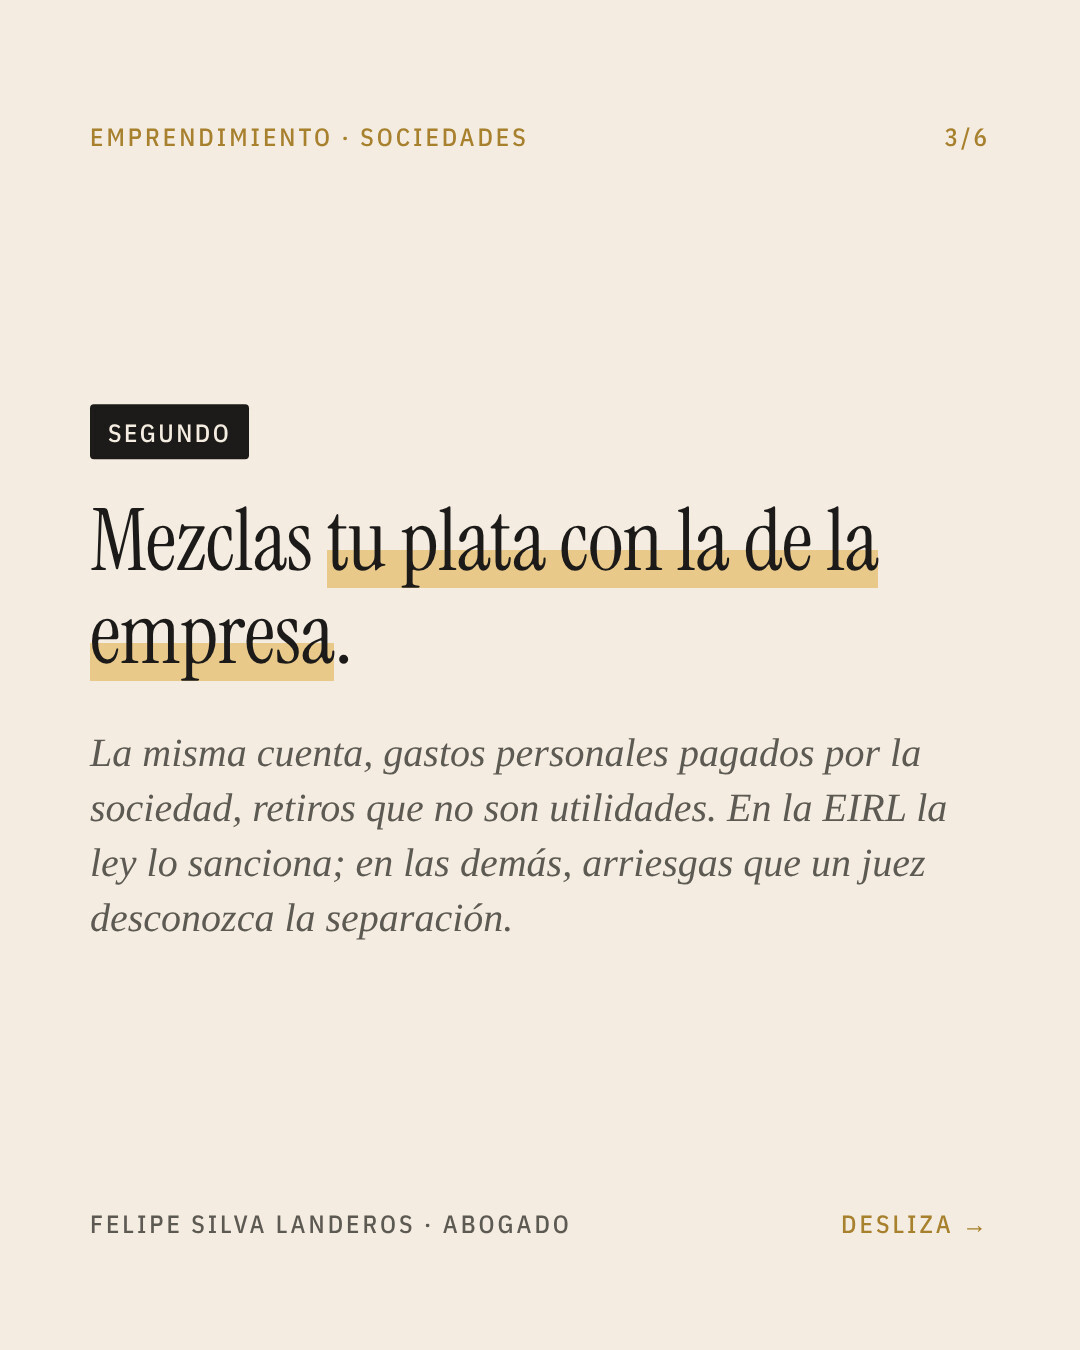 EMPRENDIMIENTO · SOCIEDADES
3/6
SEGUNDO
Mezclas tu plata con la de la
empresa.
La misma cuenta, gastos personales pagados por la
sociedad, retiros que no son utilidades. En la EIRL la
ley lo sanciona; en las demás, arriesgas que un juez
desconozca la separación.
FELIPE SILVA LANDEROS · ABOGADO
DESLIZA →